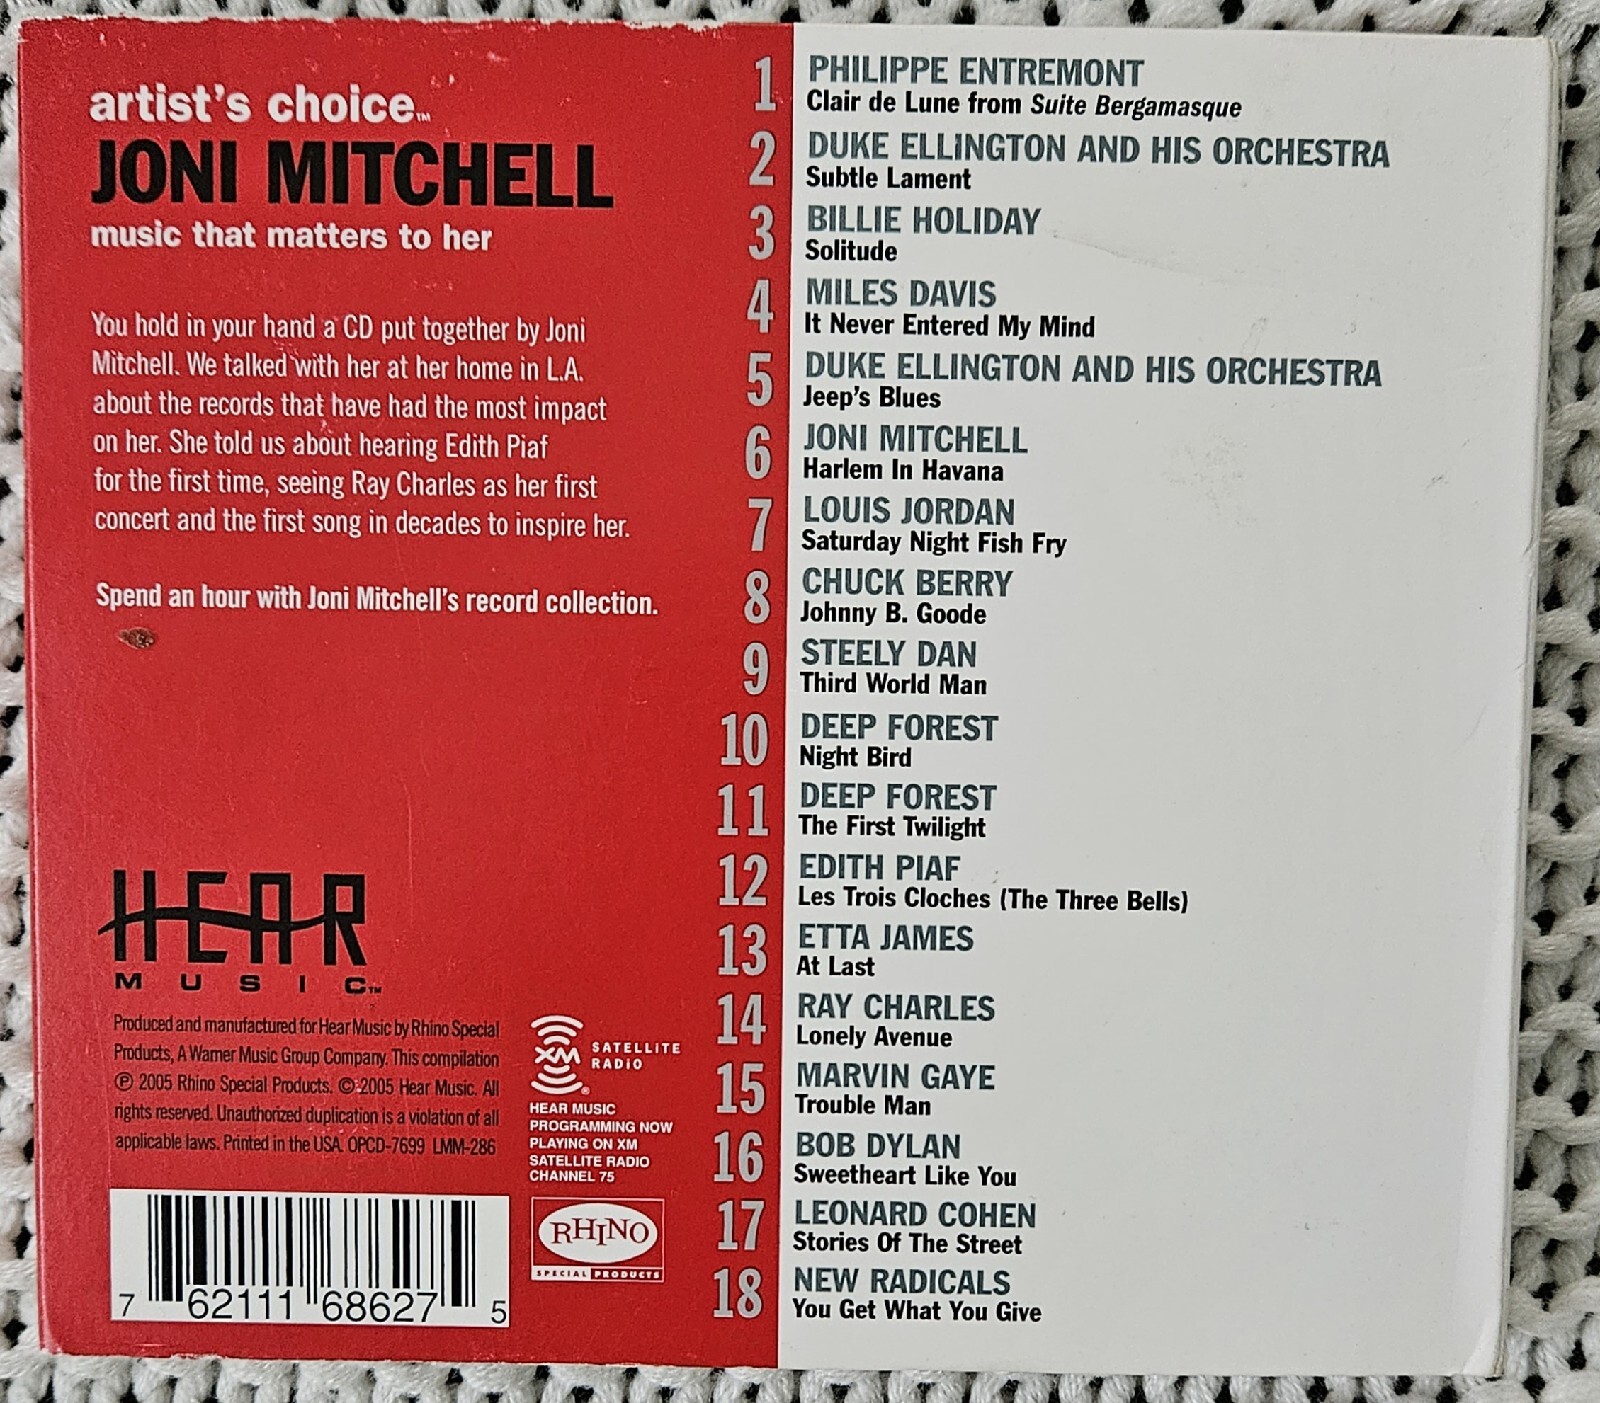 artist's choice™
JONI MITCHELL
music that matters to her
You hold in your hand a CD put together by Joni
Mitchell. We talked with her at her home in L.A.
about the records that have had the most impact
on her. She told us about hearing Edith Piaf
for the first time, seeing Ray Charles as her first
concert and the first song in decades to inspire her.
Spend an hour with Joni Mitchell's record collection.
HEAR
MUSIC™
Produced and manufactured for Hear Music by Rhino Special
Products, A Warner Music Group Company. This compilation
℗ 2005 Rhino Special Products. © 2005 Hear Music. All
rights reserved. Unauthorized duplication is a violation of all
applicable laws. Printed in the USA. OPCD-7699 LMM-286
7 62111 68627 5
XM®
SATELLITE
RADIO
HEAR MUSIC
PROGRAMMING NOW
PLAYING ON XM
SATELLITE RADIO
CHANNEL 75
RHINO
SPECIAL PRODUCTS
1 PHILIPPE ENTREMONT
Clair de Lune from Suite Bergamasque
2 DUKE ELLINGTON AND HIS ORCHESTRA
Subtle Lament
3 BILLIE HOLIDAY
Solitude
4 MILES DAVIS
It Never Entered My Mind
5 DUKE ELLINGTON AND HIS ORCHESTRA
Jeep's Blues
6 JONI MITCHELL
Harlem In Havana
7 LOUIS JORDAN
Saturday Night Fish Fry
8 CHUCK BERRY
Johnny B. Goode
9 STEELY DAN
Third World Man
10 DEEP FOREST
Night Bird
11 DEEP FOREST
The First Twilight
12 EDITH PIAF
Les Trois Cloches (The Three Bells)
13 ETTA JAMES
At Last
14 RAY CHARLES
Lonely Avenue
15 MARVIN GAYE
Trouble Man
16 BOB DYLAN
Sweetheart Like You
17 LEONARD COHEN
Stories Of The Street
18 NEW RADICALS
You Get What You Give